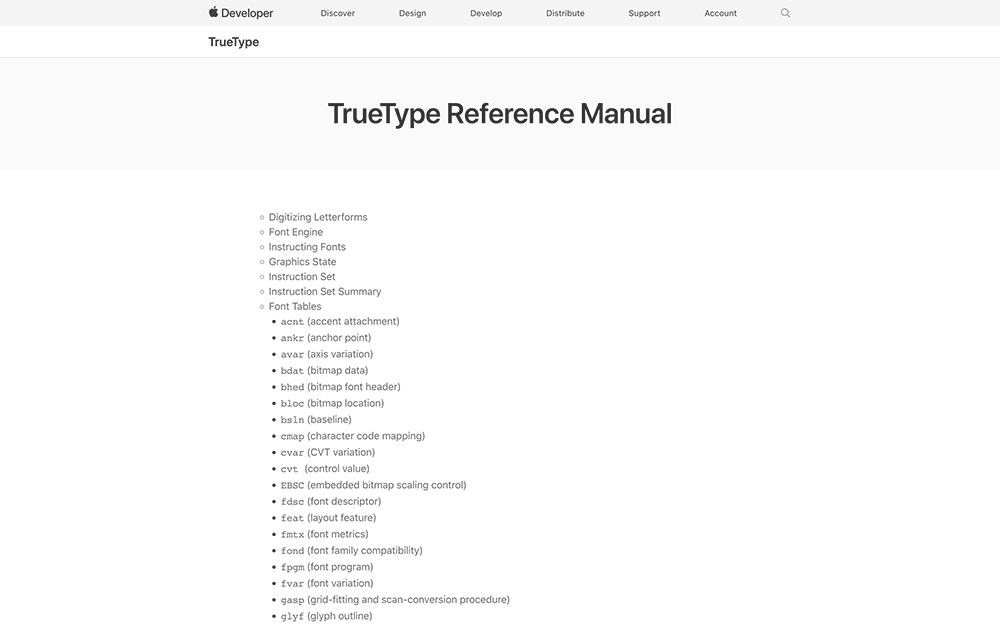 Developer Discover Design Develop Distribute Support Account
TrueType
TrueType Reference Manual
Digitizing Letterforms
Font Engine
Instructing Fonts
Graphics State
Instruction Set
Instruction Set Summary
Font Tables
acnt (accent attachment)
ankr (anchor point)
avar (axis variation)
bdat (bitmap data)
bhed (bitmap font header)
bloc (bitmap location)
bsln (baseline)
cmap (character code mapping)
cvar (CVT variation)
cvt (control value)
EBSC (embedded bitmap scaling control)
fdsc (font descriptor)
feat (layout feature)
fmtx (font metrics)
fond (font family compatibility)
fpgm (font program)
fvar (font variation)
gasp (grid-fitting and scan-conversion procedure)
glyf (glyph outline)